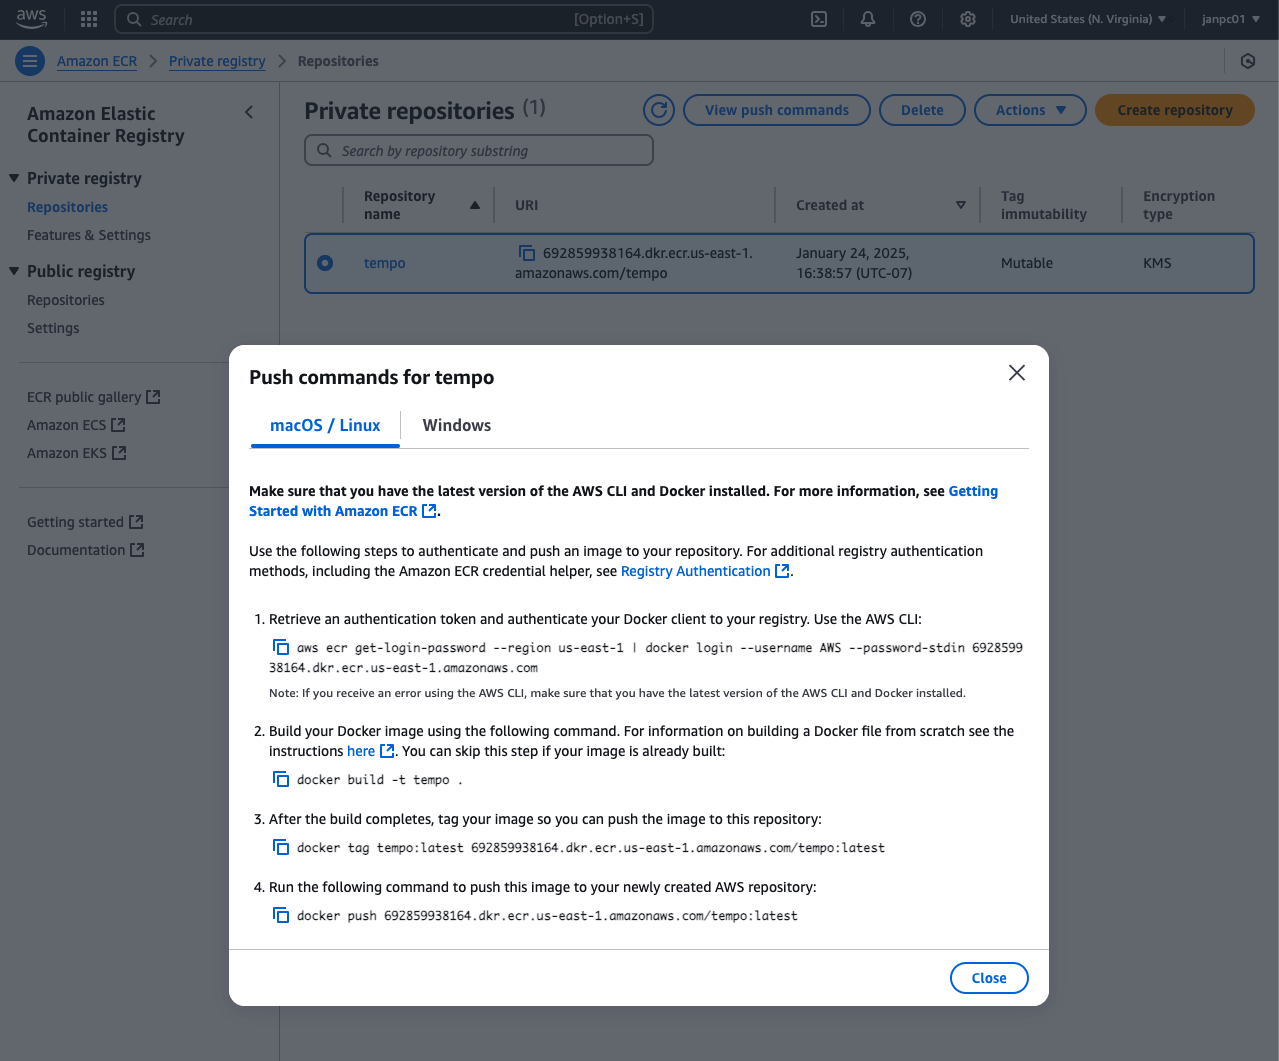 aws
Search
[Option+S]
United States (N. Virginia)
janpc01
Amazon ECR
Private registry
Repositories
Amazon Elastic
Container Registry
Private registry
Repositories
Features & Settings
Public registry
Repositories
Settings
ECR public gallery
Amazon ECS
Amazon EKS
Getting started
Documentation
Private repositories (1)
View push commands
Delete
Actions
Create repository
Search by repository substring
Repository
name
URI
Created at
Tag
immutability
Encryption
type
tempo
692859938164.dkr.ecr.us-east-1.
amazonaws.com/tempo
January 24, 2025,
16:38:57 (UTC-07)
Mutable
KMS
Push commands for tempo
macOS / Linux
Windows
Make sure that you have the latest version of the AWS CLI and Docker installed. For more information, see Getting
Started with Amazon ECR.
Use the following steps to authenticate and push an image to your repository. For additional registry authentication
methods, including the Amazon ECR credential helper, see Registry Authentication.
1. Retrieve an authentication token and authenticate your Docker client to your registry. Use the AWS CLI:
aws ecr get-login-password --region us-east-1 | docker login --username AWS --password-stdin 6928599
38164.dkr.ecr.us-east-1.amazonaws.com
Note: If you receive an error using the AWS CLI, make sure that you have the latest version of the AWS CLI and Docker installed.
2. Build your Docker image using the following command. For information on building a Docker file from scratch see the
instructions here. You can skip this step if your image is already built:
docker build -t tempo .
3. After the build completes, tag your image so you can push the image to this repository:
docker tag tempo:latest 692859938164.dkr.ecr.us-east-1.amazonaws.com/tempo:latest
4. Run the following command to push this image to your newly created AWS repository:
docker push 692859938164.dkr.ecr.us-east-1.amazonaws.com/tempo:latest
Close